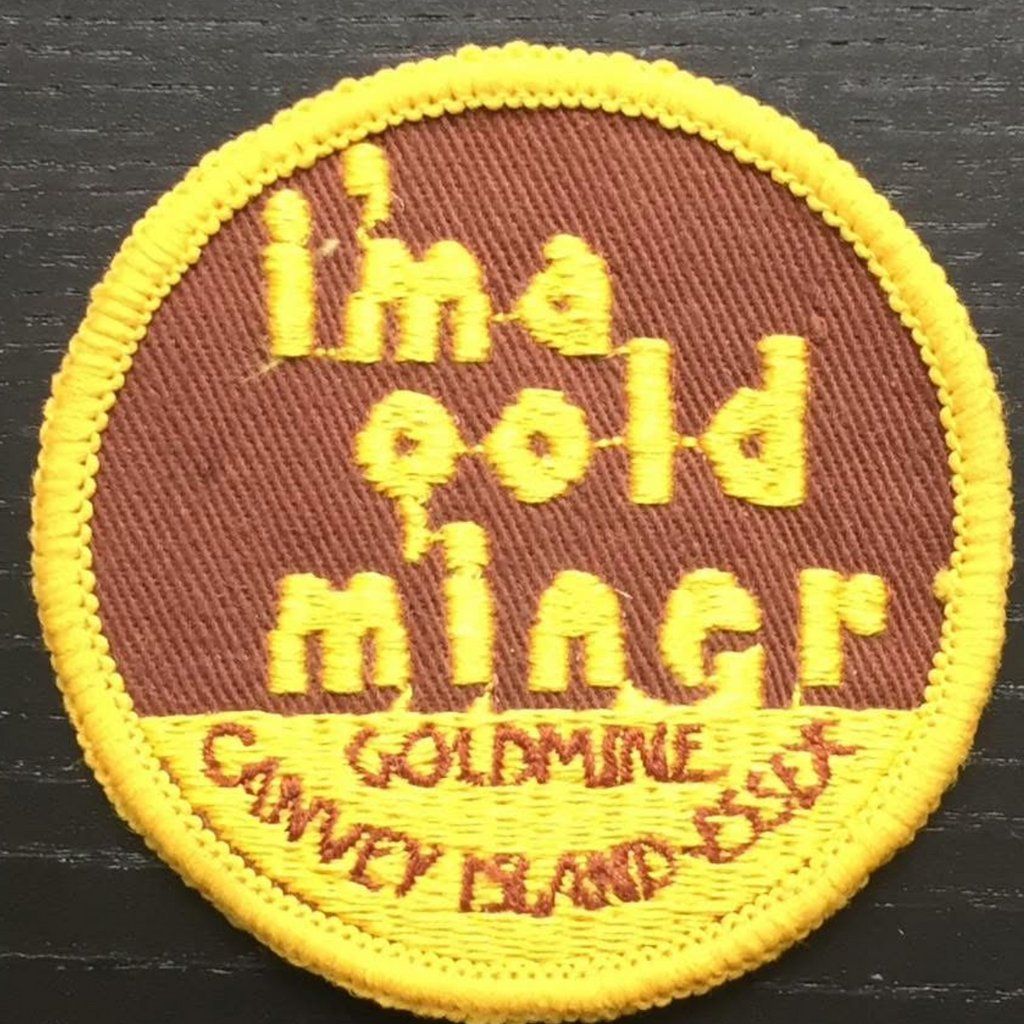 i'm a
gold
miner
GOLDMINE
CANVEY ISLAND ESSEX